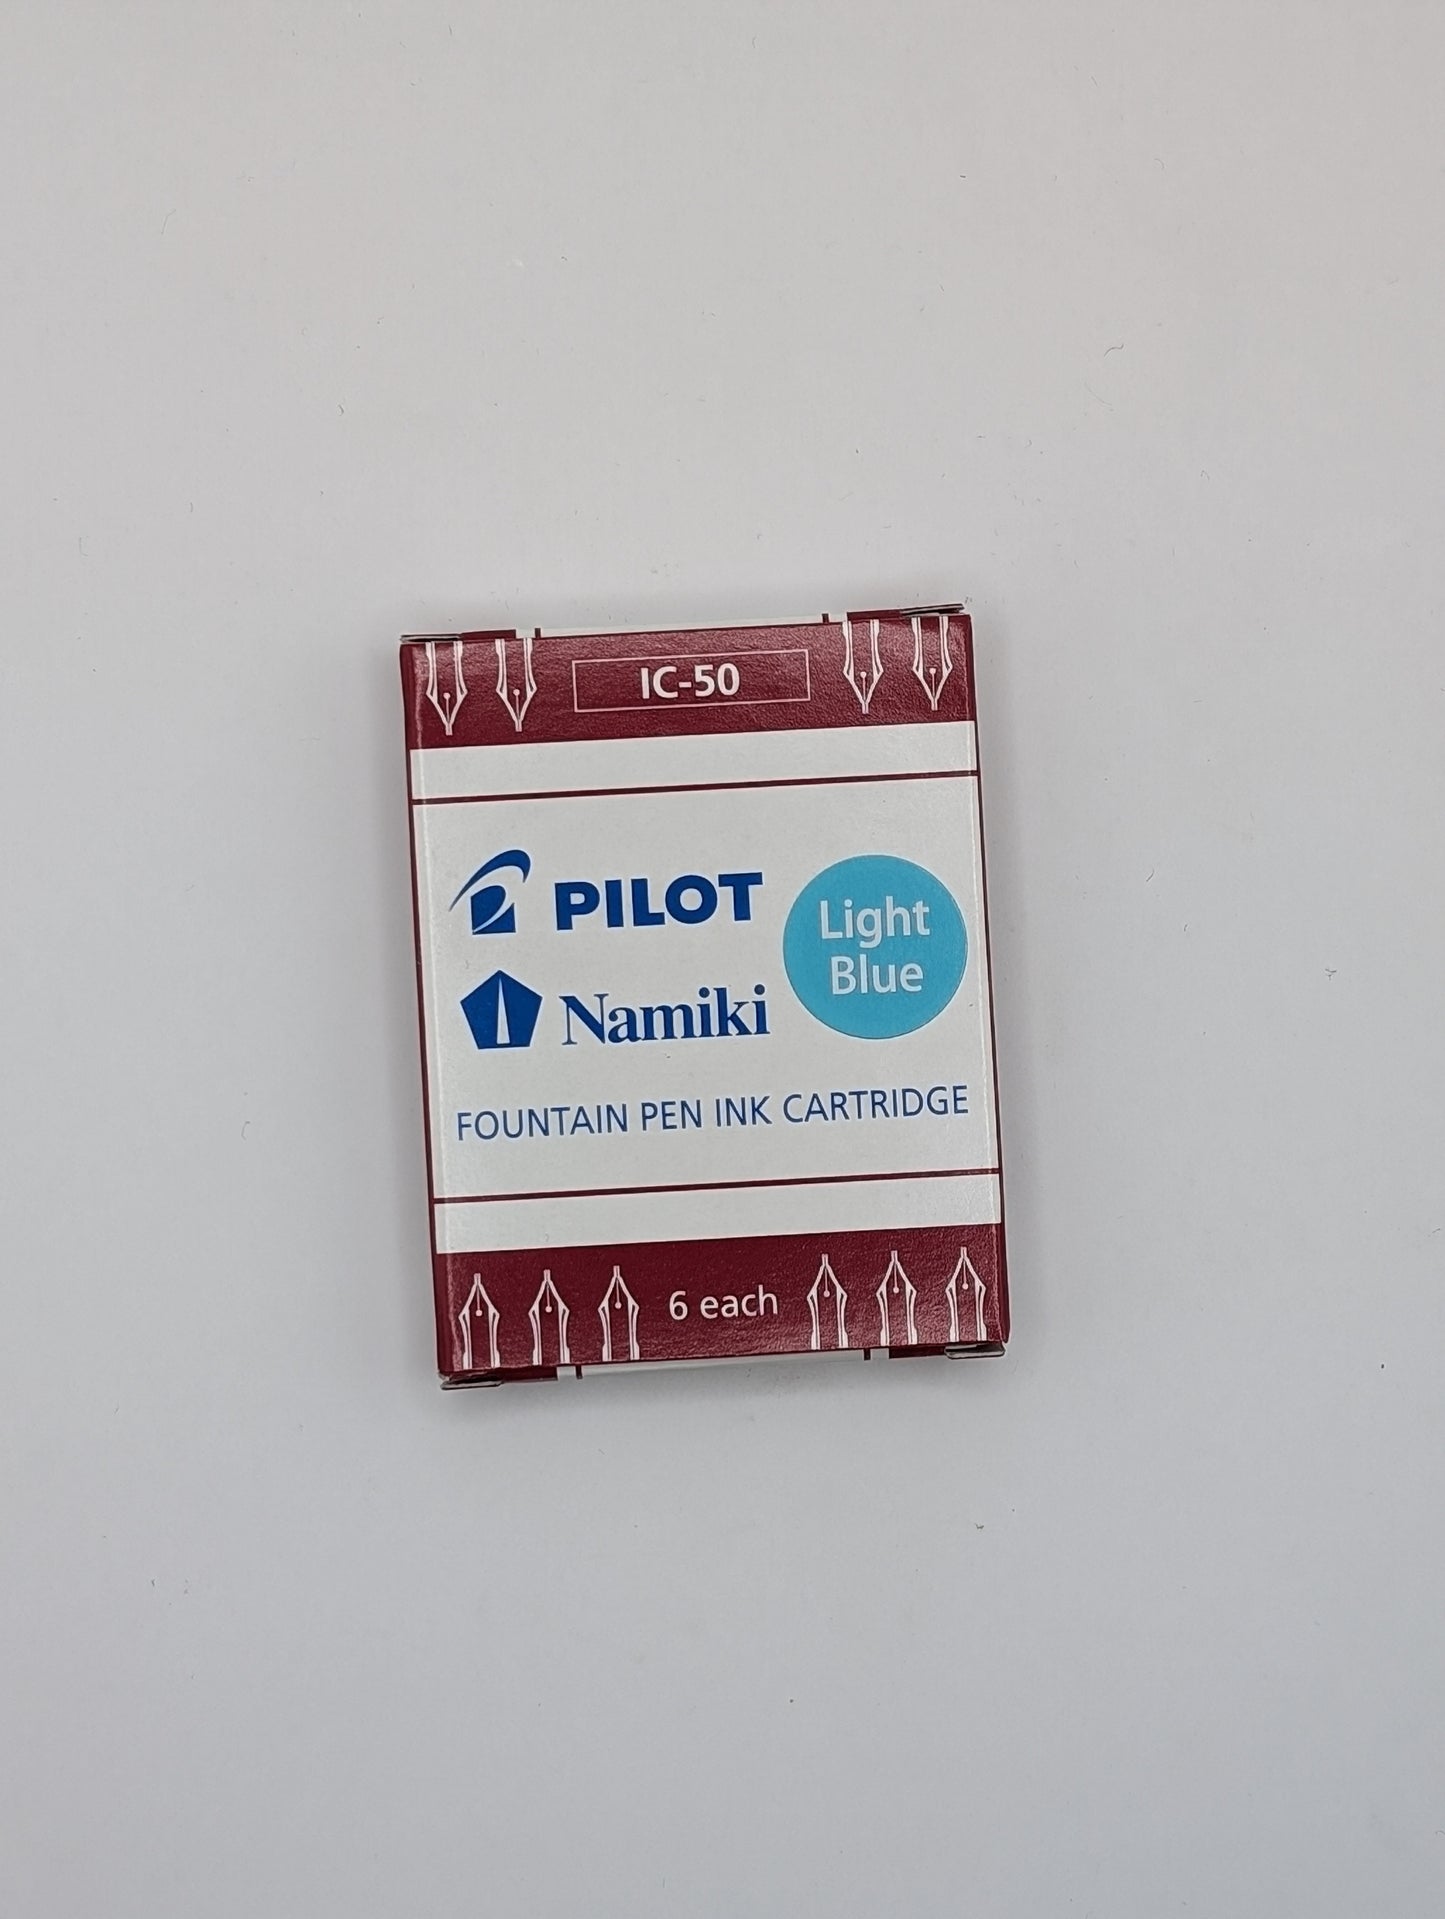 IC-50
PILOT
Namiki
Light
Blue
FOUNTAIN PEN INK CARTRIDGE
6 each